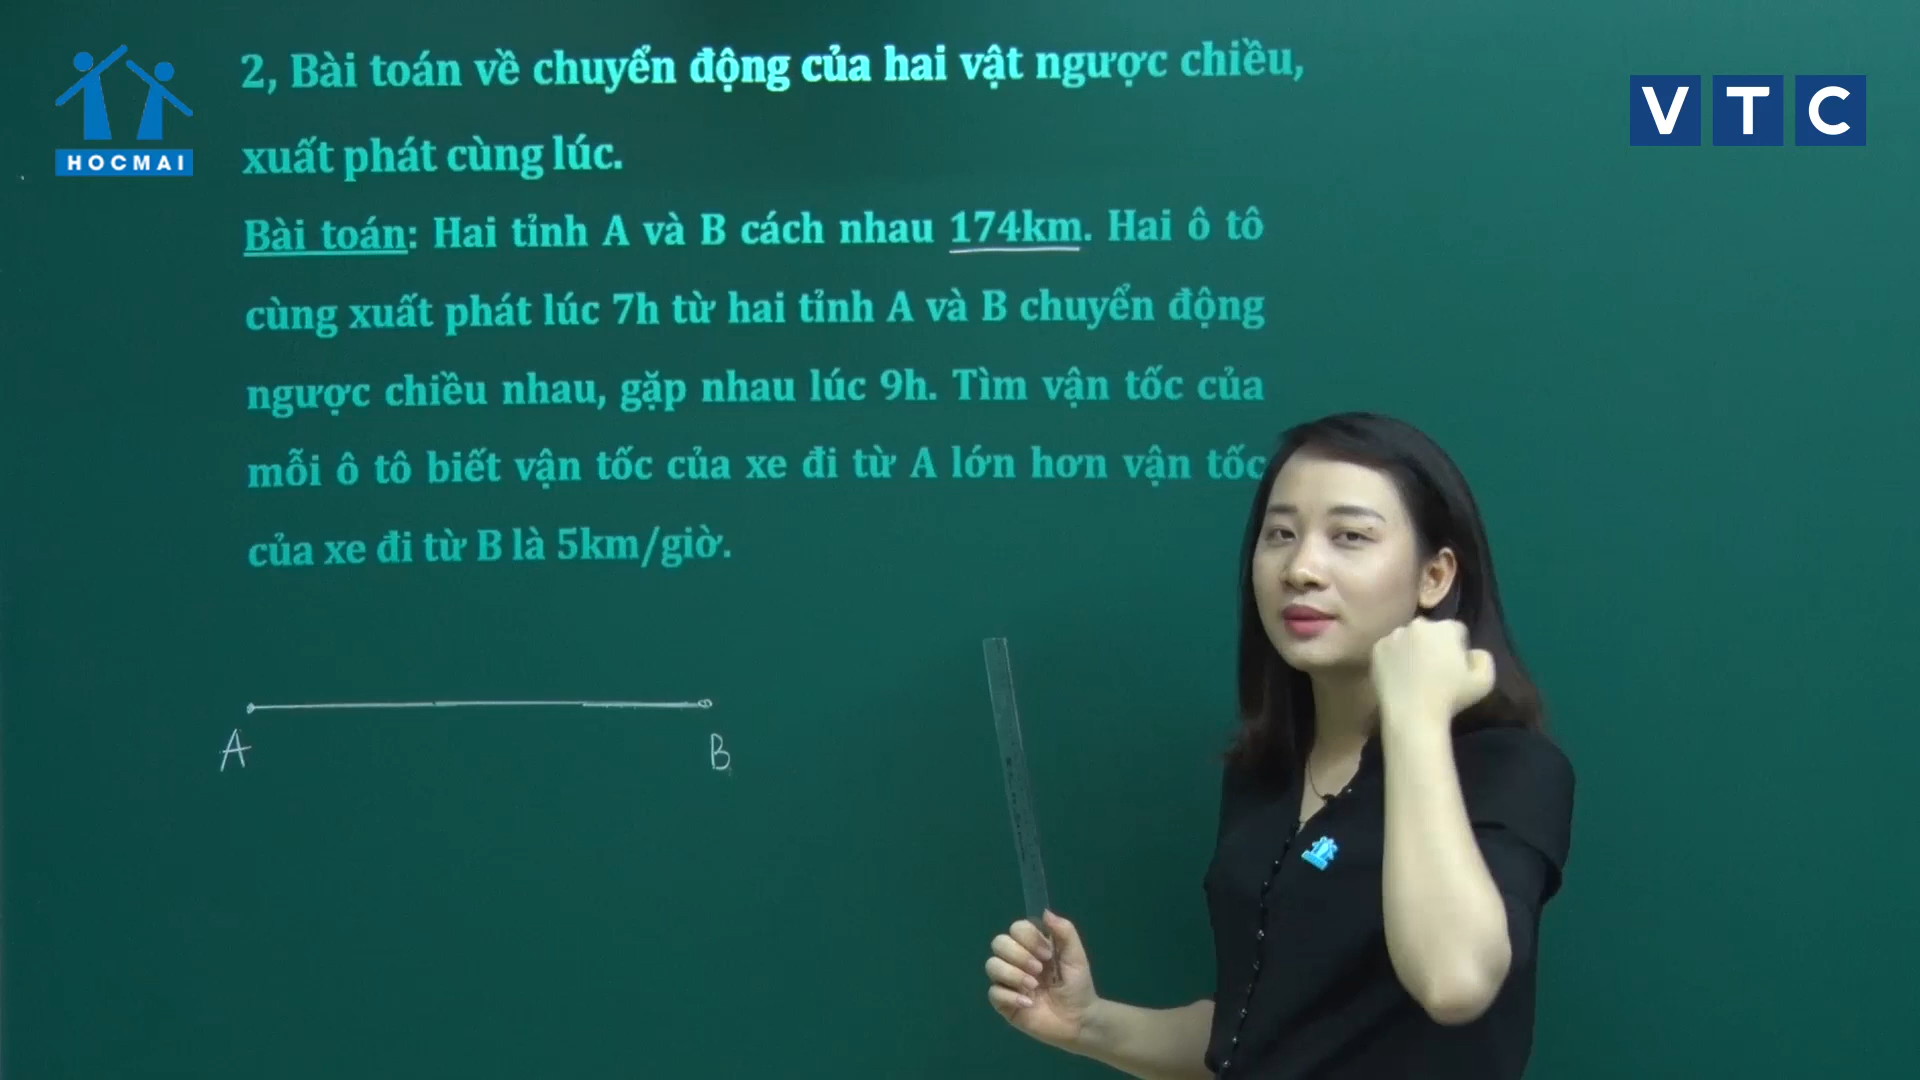 2, Bài toán về chuyển động của hai vật ngược chiều,
xuất phát cùng lúc.
Bài toán: Hai tỉnh A và B cách nhau 174km. Hai ô tô
cùng xuất phát lúc 7h từ hai tỉnh A và B chuyển động
ngược chiều nhau, gặp nhau lúc 9h. Tìm vận tốc của
mỗi ô tô biết vận tốc của xe đi từ A lớn hơn vận tốc
của xe đi từ B là 5km/giờ.
A B
HOCMAI
VTC